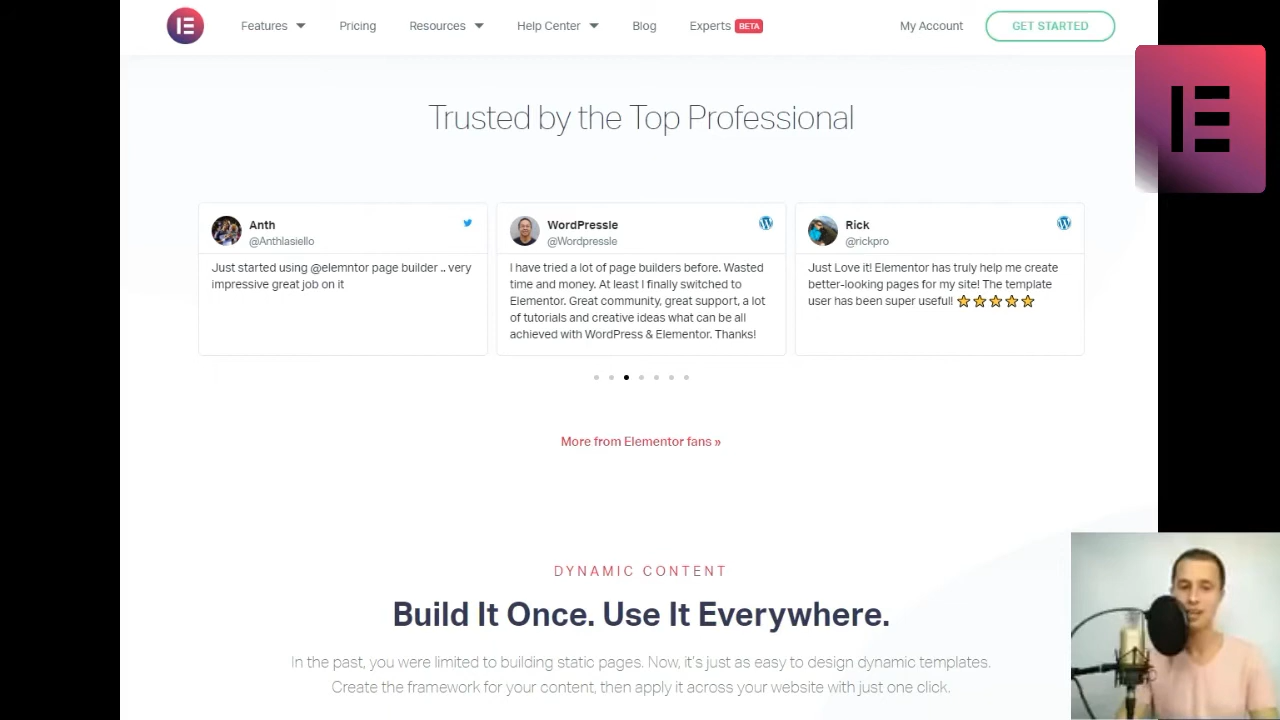 Features
Pricing
Resources
Help Center
Blog
Experts BETA
My Account
GET STARTED
Trusted by the Top Professional
Anth
@Anthlasiello
Just started using @elemntor page builder .. very
impressive great job on it
WordPressle
@Wordpressle
I have tried a lot of page builders before. Wasted
time and money. At least I finally switched to
Elementor. Great community, great support, a lot
of tutorials and creative ideas what can be all
achieved with WordPress & Elementor. Thanks!
Rick
@rickpro
Just Love it! Elementor has truly help me create
better-looking pages for my site! The template
user has been super useful! ⭐⭐⭐⭐⭐
More from Elementor fans »
DYNAMIC CONTENT
Build It Once. Use It Everywhere.
In the past, you were limited to building static pages. Now, it's just as easy to design dynamic templates.
Create the framework for your content, then apply it across your website with just one click.